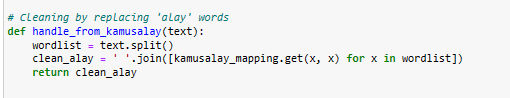 # Cleaning by replacing 'alay' words
def handle_from_kamusalay(text):
    wordlist = text.split()
    clean_alay = ' '.join([kamusalay_mapping.get(x, x) for x in wordlist])
    return clean_alay